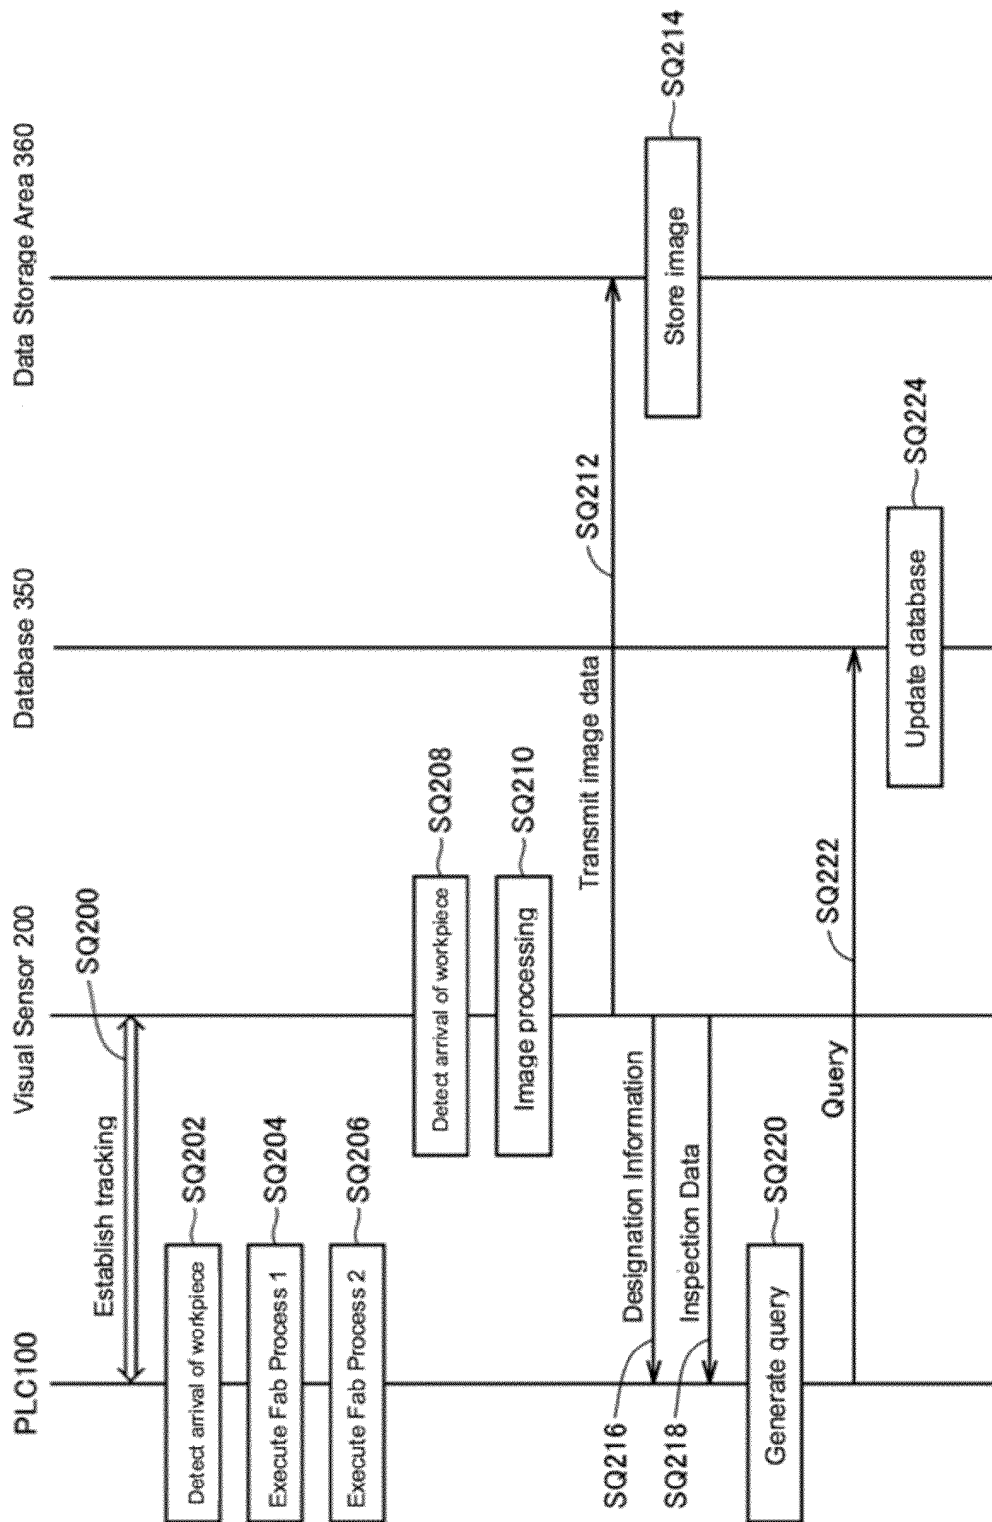 PLC100
Visual Sensor 200
Database 350
Data Storage Area 360
Establish tracking
SQ200
Detect arrival of workpiece
SQ202
Execute Fab Process 1
SQ204
Execute Fab Process 2
SQ206
Detect arrival of workpiece
SQ208
Image processing
SQ210
Transmit image data
SQ212
Store image
SQ214
SQ216
Designation Information
SQ218
Inspection Data
Generate query
SQ220
Query
SQ222
Update database
SQ224